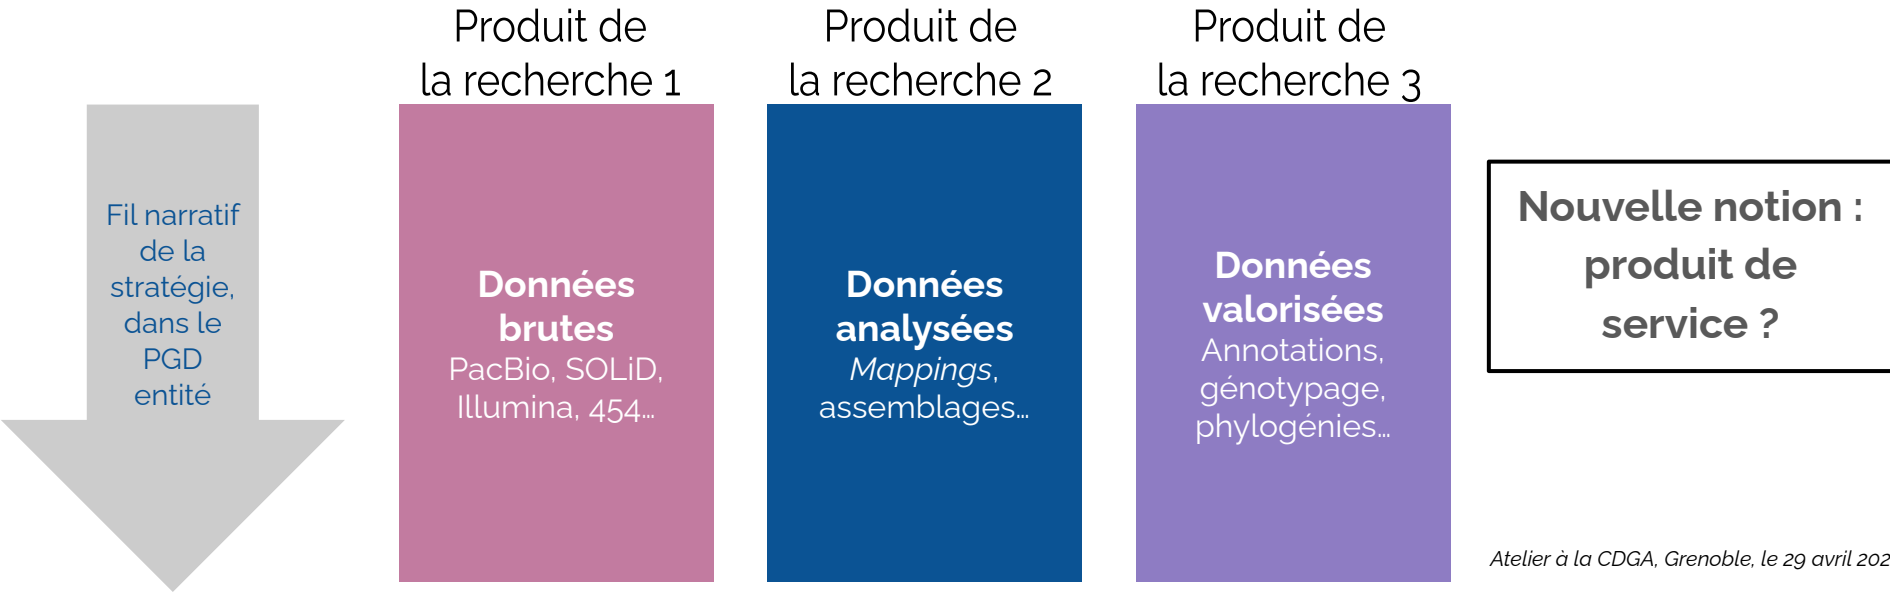 Produit de
la recherche 1
Produit de
la recherche 2
Produit de
la recherche 3
Fil narratif
de la
stratégie,
dans le
PGD
entité
Données
brutes
PacBio, SOLiD,
Illumina, 454…
Données
analysées
Mappings,
assemblages…
Données
valorisées
Annotations,
génotypage,
phylogénies…
Nouvelle notion :
produit de
service ?
Atelier à la CDGA, Grenoble, le 29 avril 202